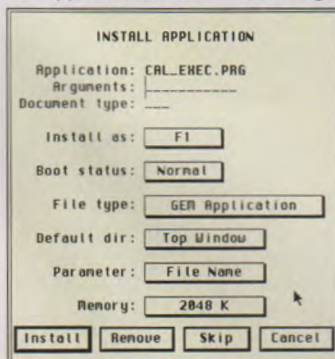 INSTALL APPLICATION
Application: CAL_EXEC.PRG
Arguments: ___________
Document type: ___
Install as: F1
Boot status: Normal
File type: GEM Application
Default dir: Top Window
Parameter: File Name
Memory: 2048 K
Install Remove Skip Cancel